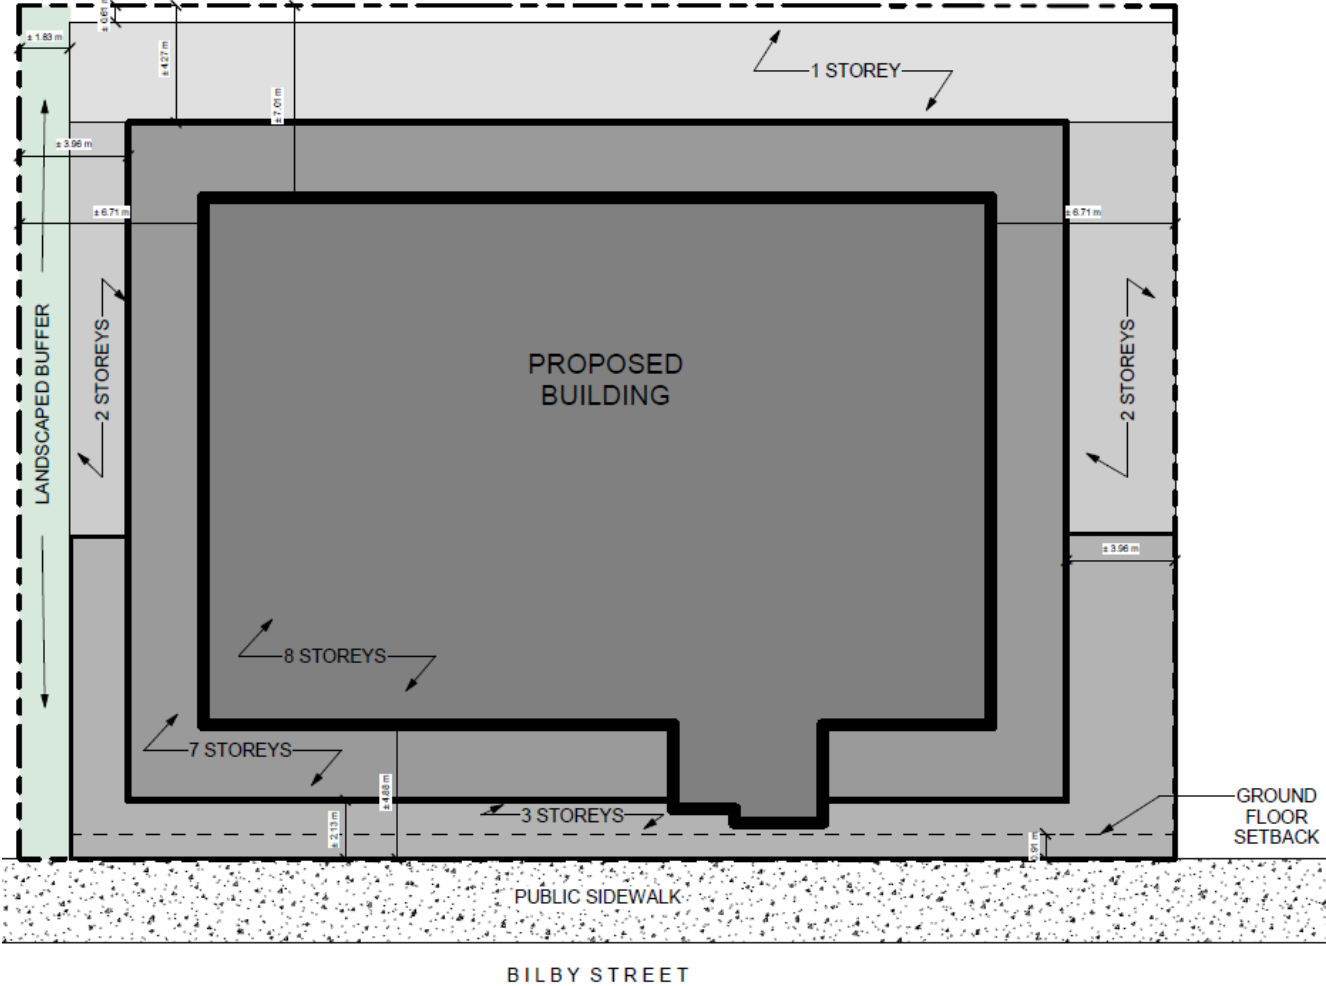 ± 0.61 m
± 1.83 m
± 4.27 m
1 STOREY
± 7.01 m
± 3.96 m
± 6.71 m
± 6.71 m
LANDSCAPED BUFFER
2 STOREYS
2 STOREYS
PROPOSED
BUILDING
± 3.96 m
8 STOREYS
7 STOREYS
± 4.88 m
3 STOREYS
± 2.13 m
GROUND
FLOOR
SETBACK
PUBLIC SIDEWALK
BILBY STREET